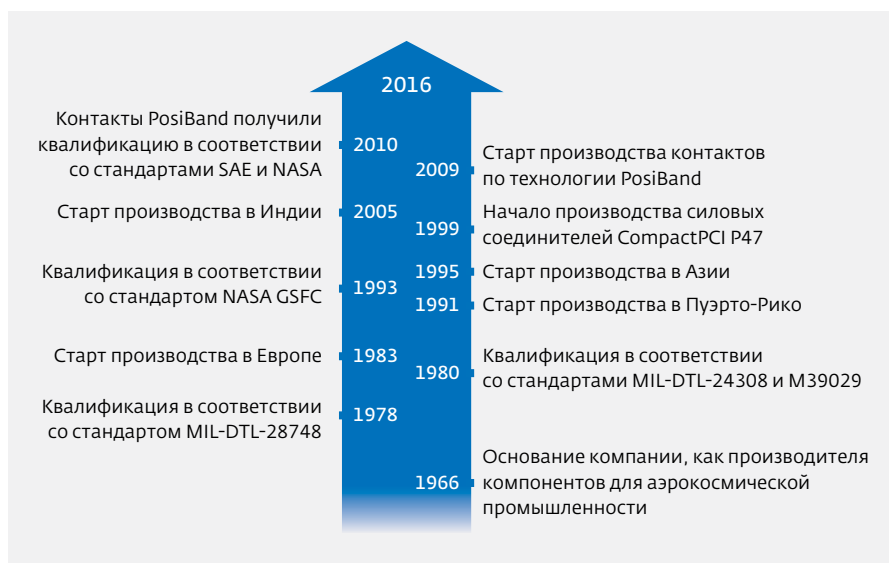 2016
Контакты PosiBand получили
квалификацию в соответствии
со стандартами SAE и NASA
2010
2009
Старт производства контактов
по технологии PosiBand
Старт производства в Индии
2005
1999
Начало производства силовых
соединителей CompactPCI P47
1995
Старт производства в Азии
Квалификация в соответствии
со стандартом NASA GSFC
1993
1991
Старт производства в Пуэрто-Рико
Старт производства в Европе
1983
1980
Квалификация в соответствии
со стандартами MIL-DTL-24308 и M39029
Квалификация в соответствии
со стандартом MIL-DTL-28748
1978
1966
Основание компании, как производителя
компонентов для аэрокосмической
промышленности